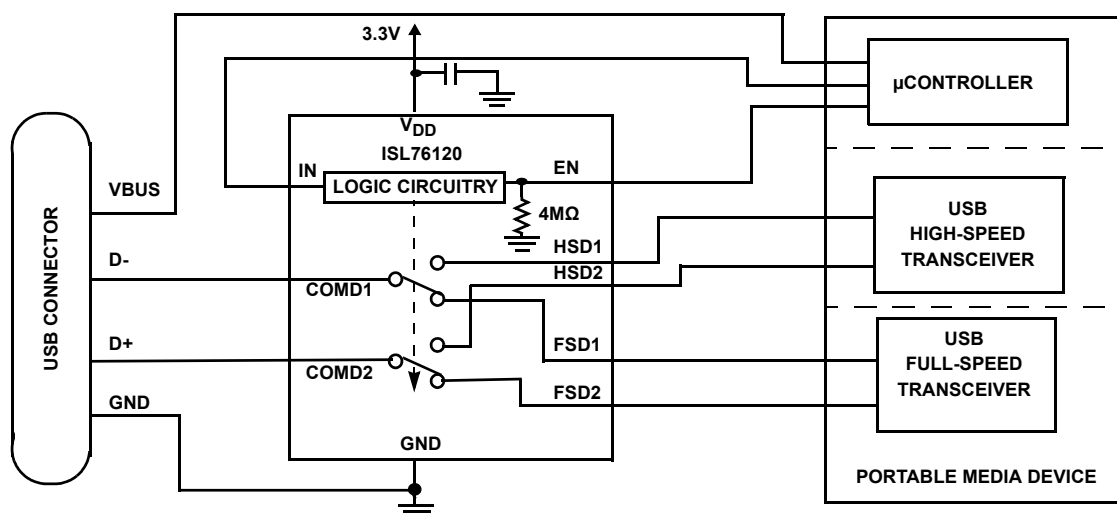 3.3V
µCONTROLLER
VDD
ISL76120
IN
LOGIC CIRCUITRY
EN
4MΩ
USB CONNECTOR
VBUS
D-
D+
GND
COMD1
COMD2
HSD1
HSD2
FSD1
FSD2
GND
USB
HIGH-SPEED
TRANSCEIVER
USB
FULL-SPEED
TRANSCEIVER
PORTABLE MEDIA DEVICE